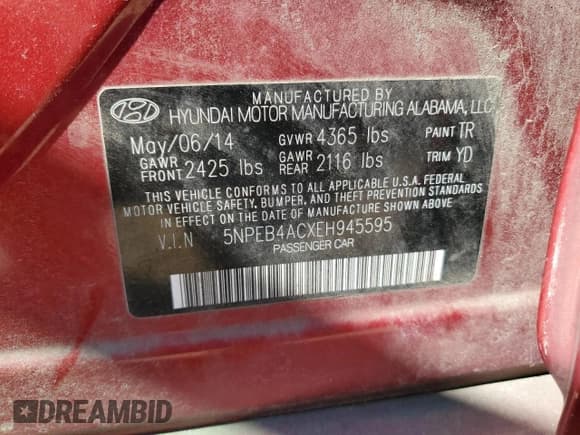 MANUFACTURED BY
HYUNDAI MOTOR MANUFACTURING ALABAMA, LLC
May/06/14 GVWR 4365 lbs PAINT TR
GAWR FRONT 2425 lbs GAWR REAR 2116 lbs TRIM YD
THIS VEHICLE CONFORMS TO ALL APPLICABLE U.S.A. FEDERAL
MOTOR VEHICLE SAFETY, BUMPER, AND THEFT PREVENTION STANDARDS
IN EFFECT ON THE DATE OF MANUFACTURE SHOWN ABOVE.
V.I.N 5NPEB4ACXEH945595
PASSENGER CAR
DREAMBID